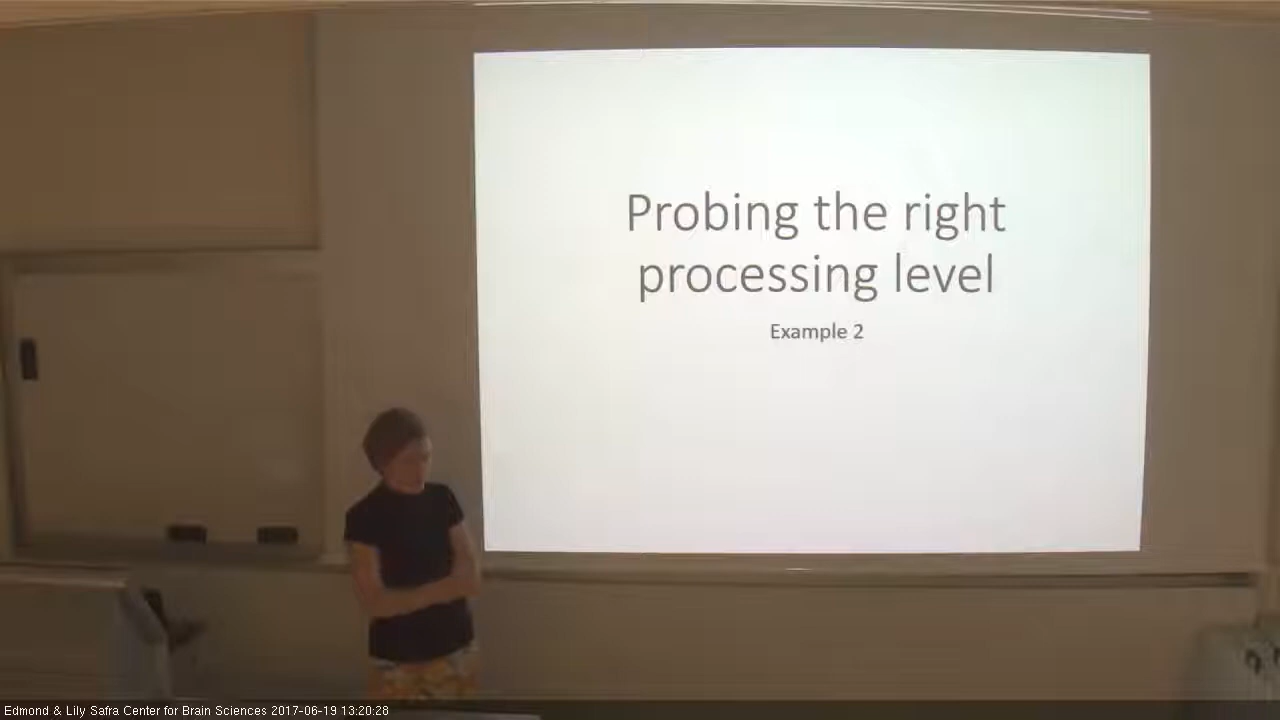 Probing the right
processing level
Example 2
Edmond & Lily Safra Center for Brain Sciences 2017-06-19 13:20:28